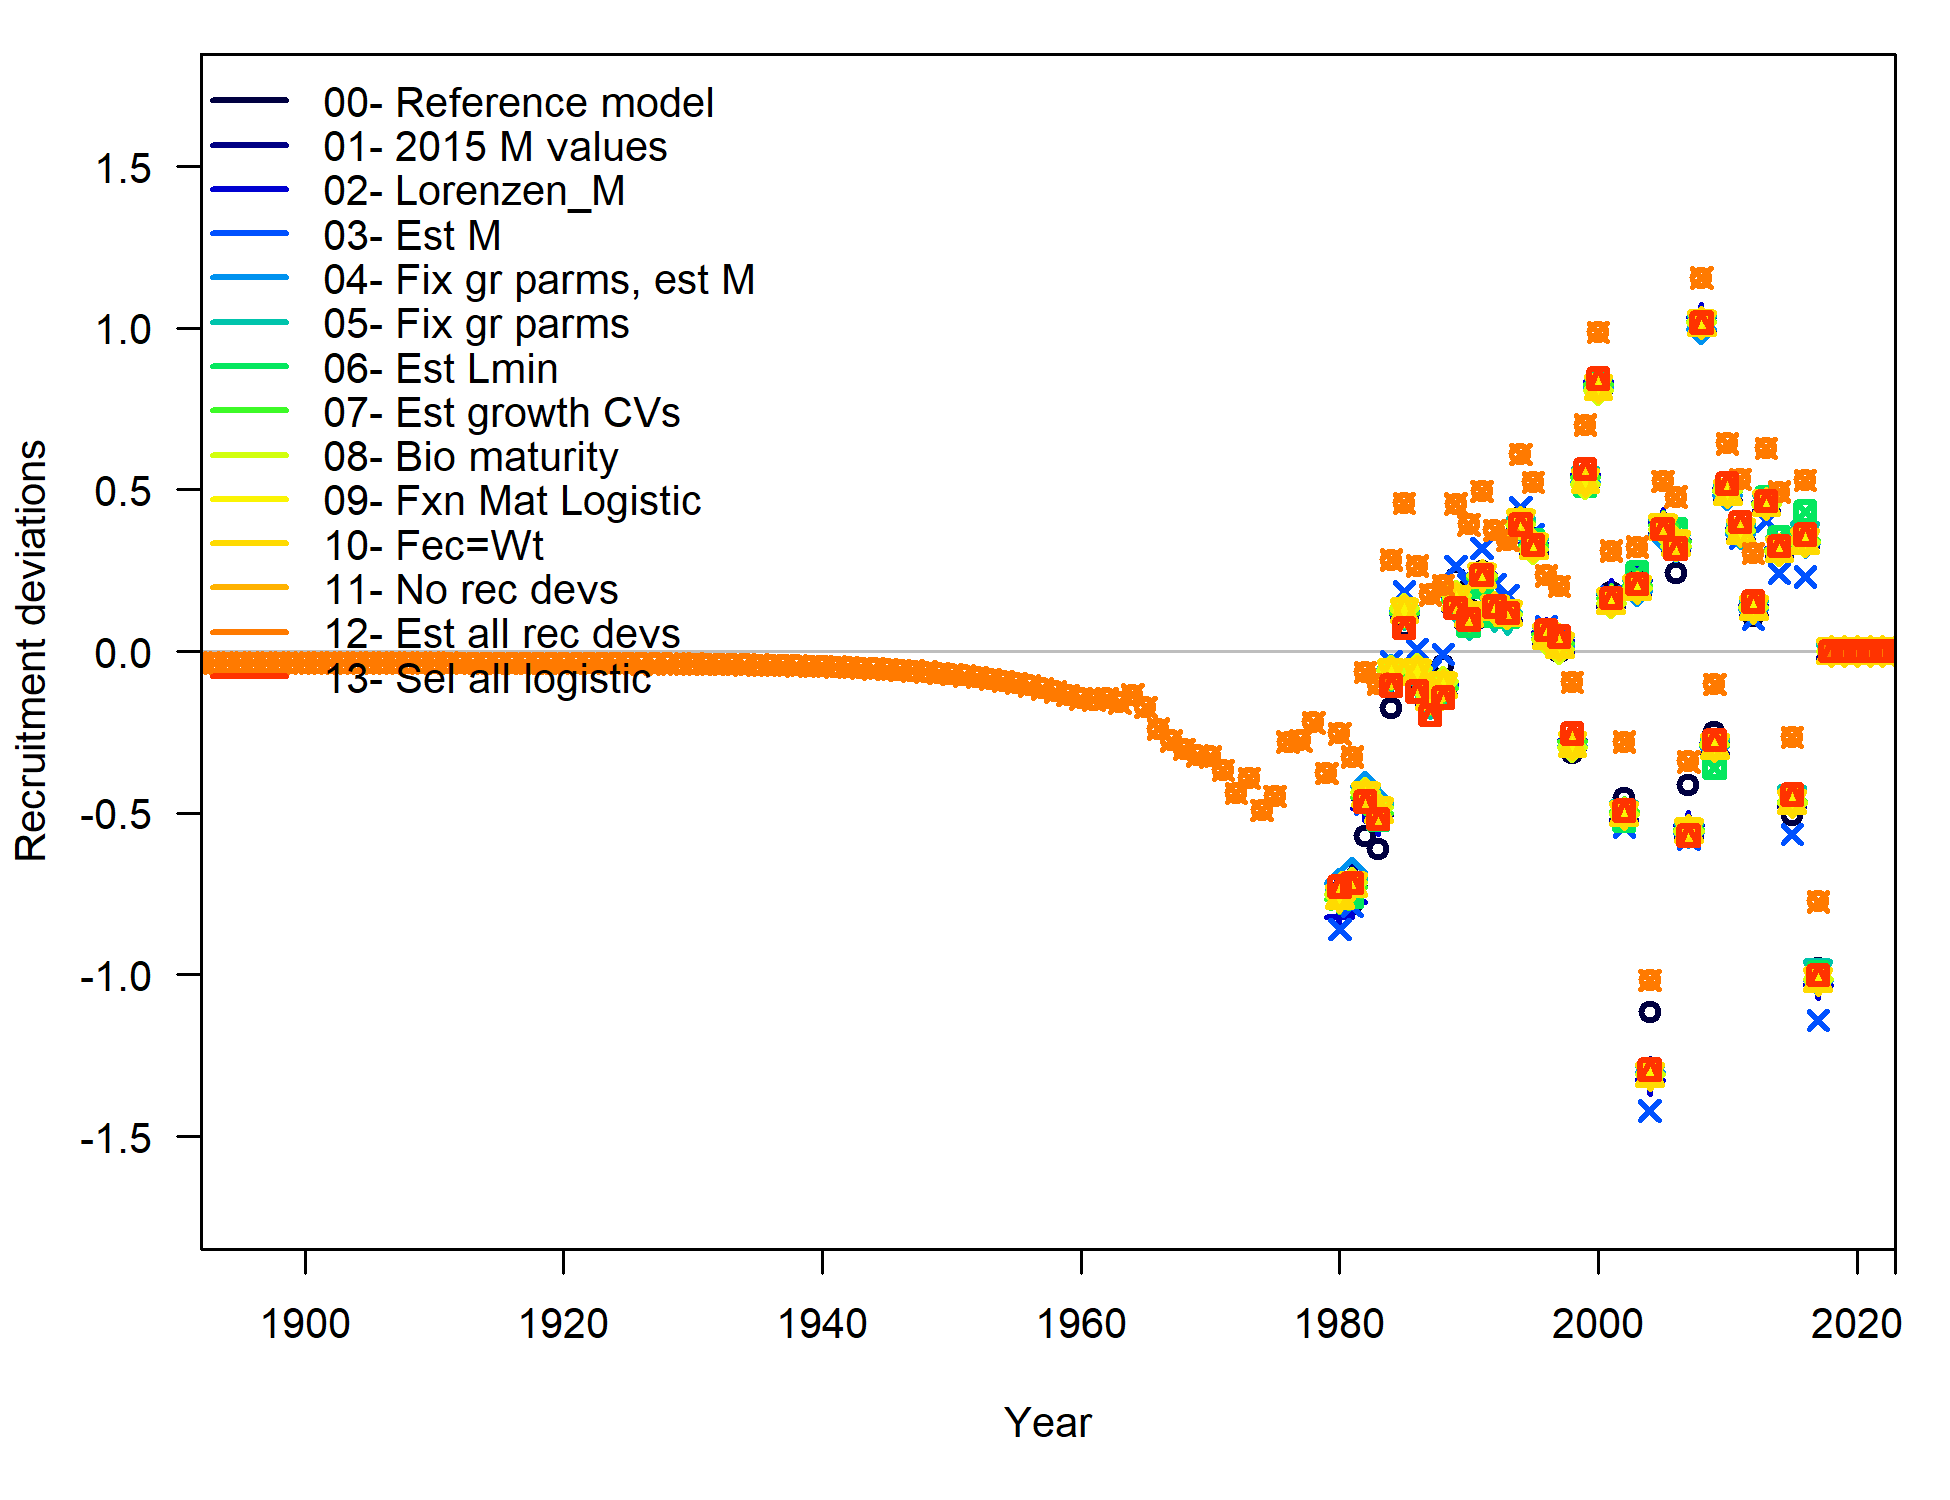 00- Reference model
01- 2015 M values
02- Lorenzen_M
03- Est M
04- Fix gr parms, est M
05- Fix gr parms
06- Est Lmin
07- Est growth CVs
08- Bio maturity
09- Fxn Mat Logistic
10- Fec=Wt
11- No rec devs
12- Est all rec devs
13- Sel all logistic
Recruitment deviations
1.5
1.0
0.5
0.0
-0.5
-1.0
-1.5
1900 1920 1940 1960 1980 2000 2020
Year